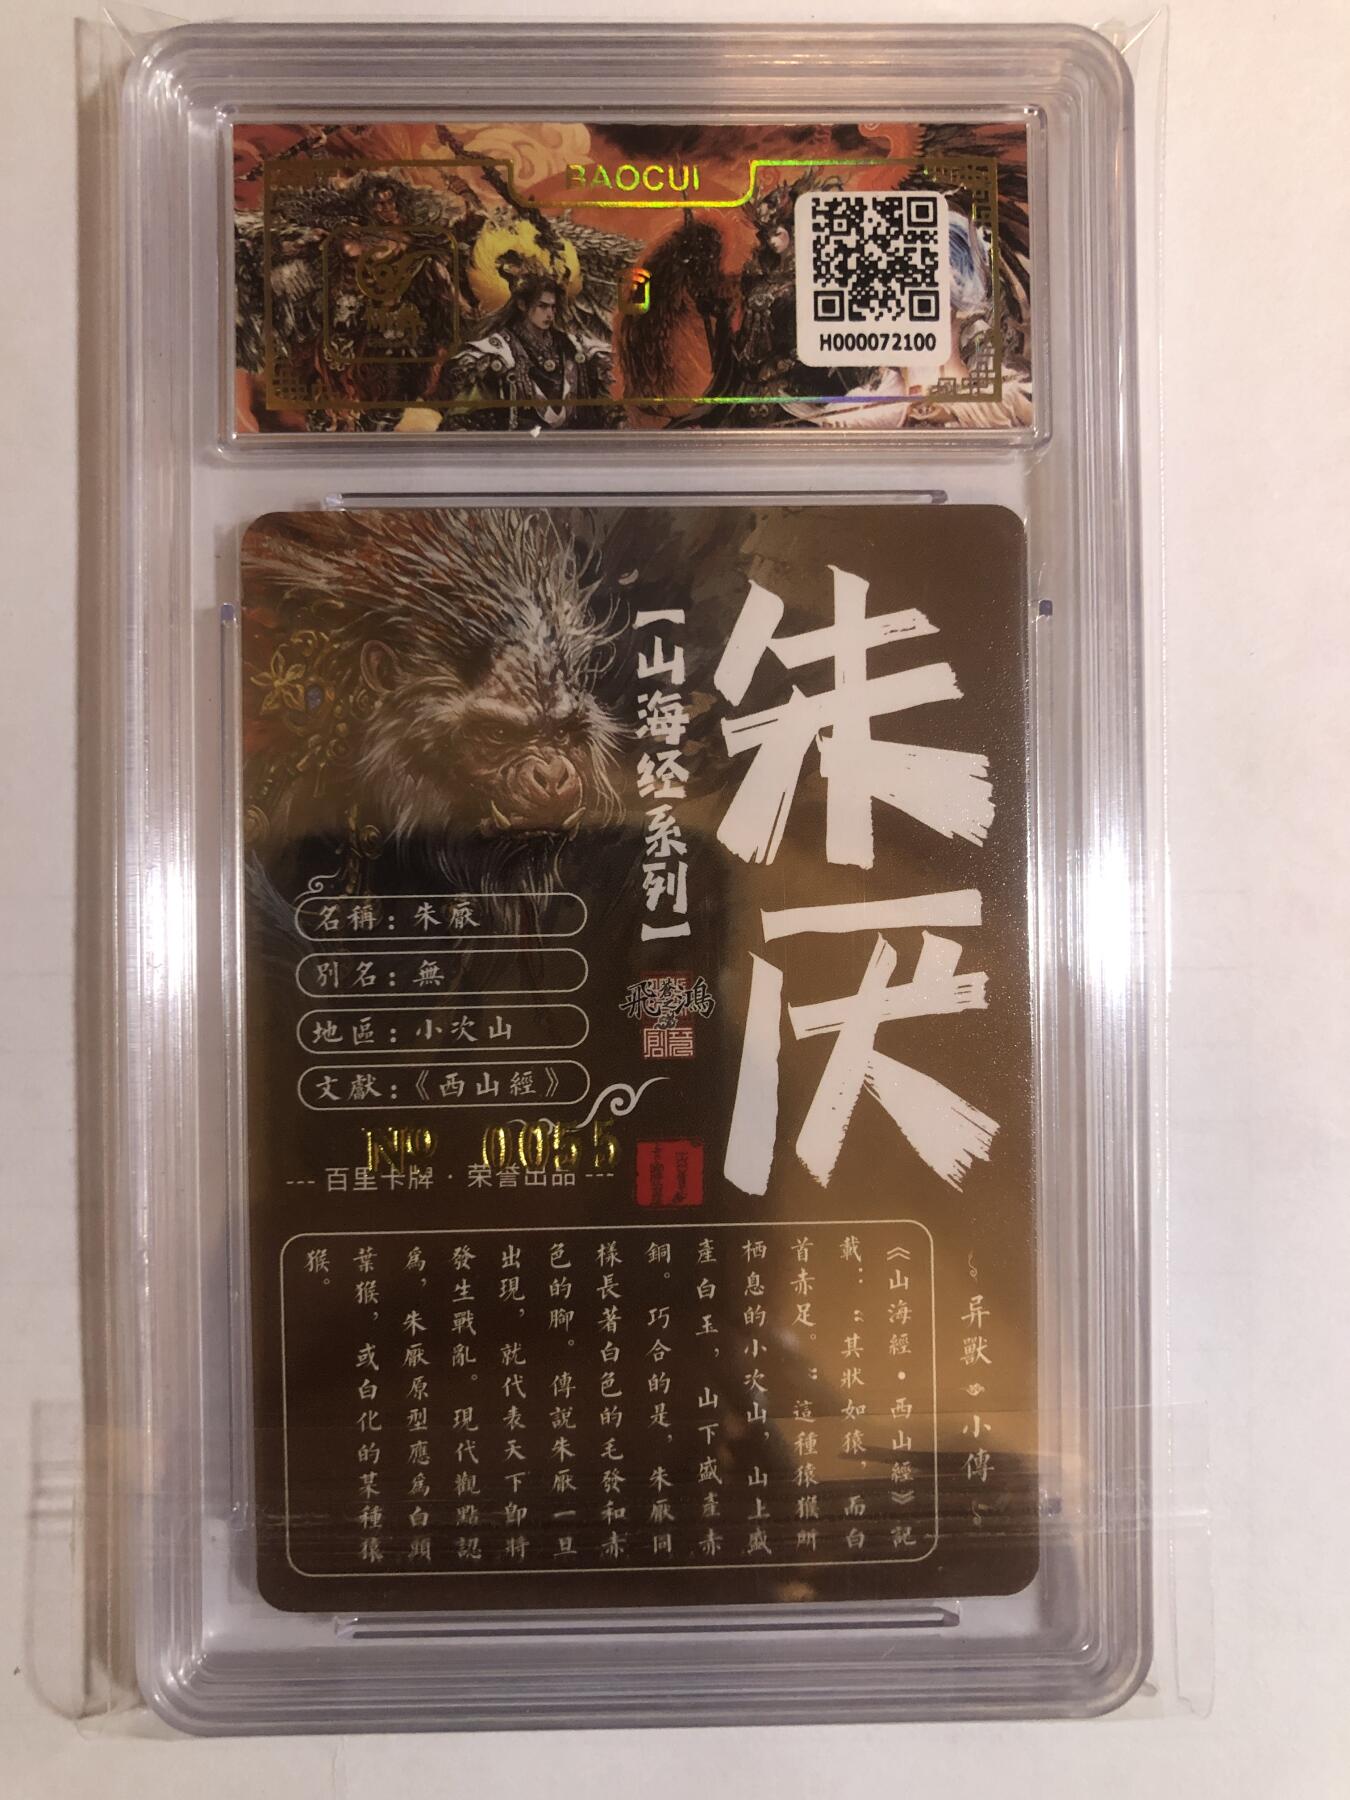 BAOCUI
H000072100
朱厌
【山海经系列】
飛鴻
名稱：朱厭
別名：無
地區：小次山
文獻：《西山經》
№ 0055
--- 百里卡牌 · 荣誉出品 ---
异獸 小傳
《山海經•西山經》記
載：：其狀如猿，而白
首赤足。：這種猿猴所
栖息的小次山，山上盛
產白玉，山下盛產赤
銅。巧合的是，朱厭同
樣長著白色的毛發和赤
色的腳。傳說朱厭一旦
出現，就代表天下即將
發生戰亂。現代觀點認
爲，朱厭原型應爲白頭
葉猴，或白化的某種猿
猴。